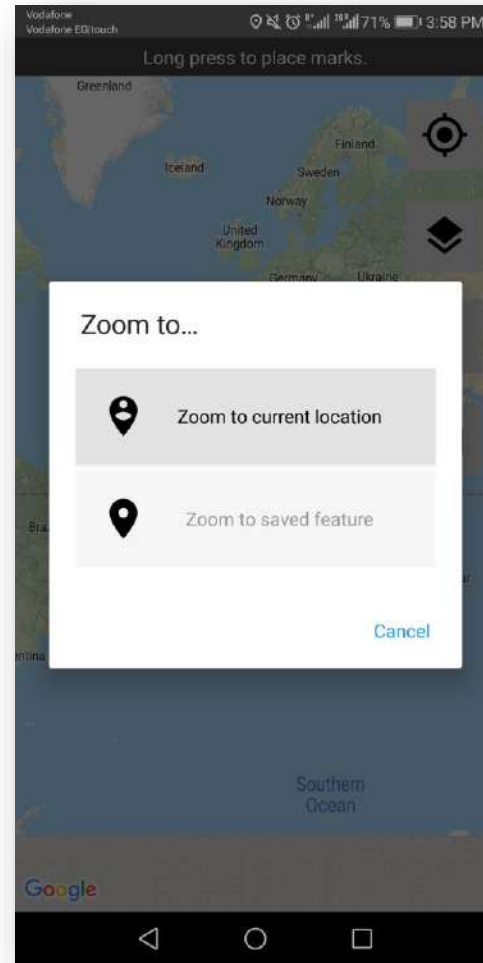 Vodafone
Vodafone EG|touch
71% 3:58 PM
Long press to place marks.
Greenland
Finland
Iceland
Sweden
Norway
United
Kingdom
Germany
Ukraine
Zoom to...
Zoom to current location
Zoom to saved feature
Cancel
Southern
Ocean
Google